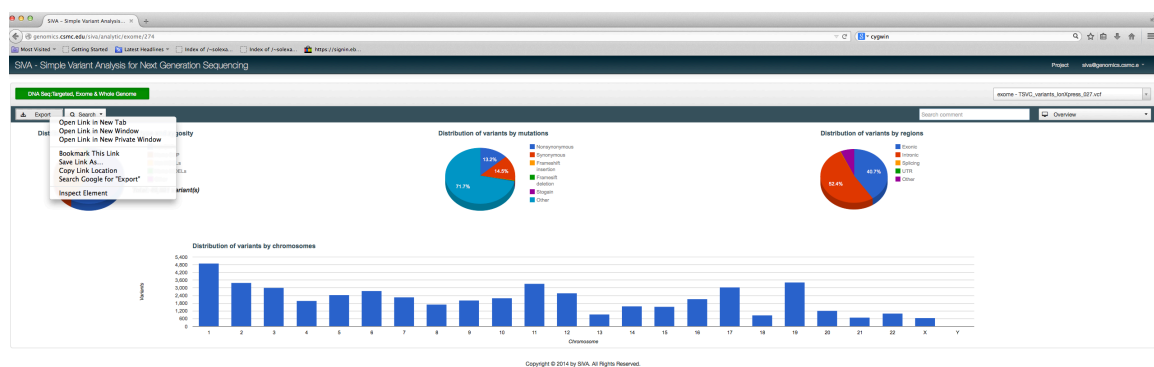 SIVA - Simple Variant Analysis...
genomics.csmc.edu/siva/analytic/exome/274
cygwin
Most Visited Getting Started Latest Headlines Index of /~solexa... Index of /~solexa... https://signin.eb...
SIVA - Simple Variant Analysis for Next Generation Sequencing
Project siva@genomics.csmc.e
DNA Seq:Targeted, Exome & Whole Genome
exome - TSVC_variants_IonXpress_027.vcf
Export Search
Search comment
Overview
Open Link in New Tab
Open Link in New Window
Open Link in New Private Window
Bookmark This Link
Save Link As...
Copy Link Location
Search Google for "Export"
Inspect Element
Distribution of variants by mutations
Nonsynonymous
Synonymous
Frameshift
insertion
Frameshift
deletion
Stogain
Other
13.2%
14.5%
71.7%
Distribution of variants by regions
Exonic
Intronic
Splicing
UTR
Other
40.7%
52.4%
Distribution of variants by chromosomes
5,400
4,800
4,200
3,600
3,000
2,400
1,800
1,200
600
0
Variants
1 2 3 4 5 6 7 8 9 10 11 12 13 14 15 16 17 18 19 20 21 22 X Y
Chromosome
Copyright © 2014 by SIVA. All Rights Reserved.